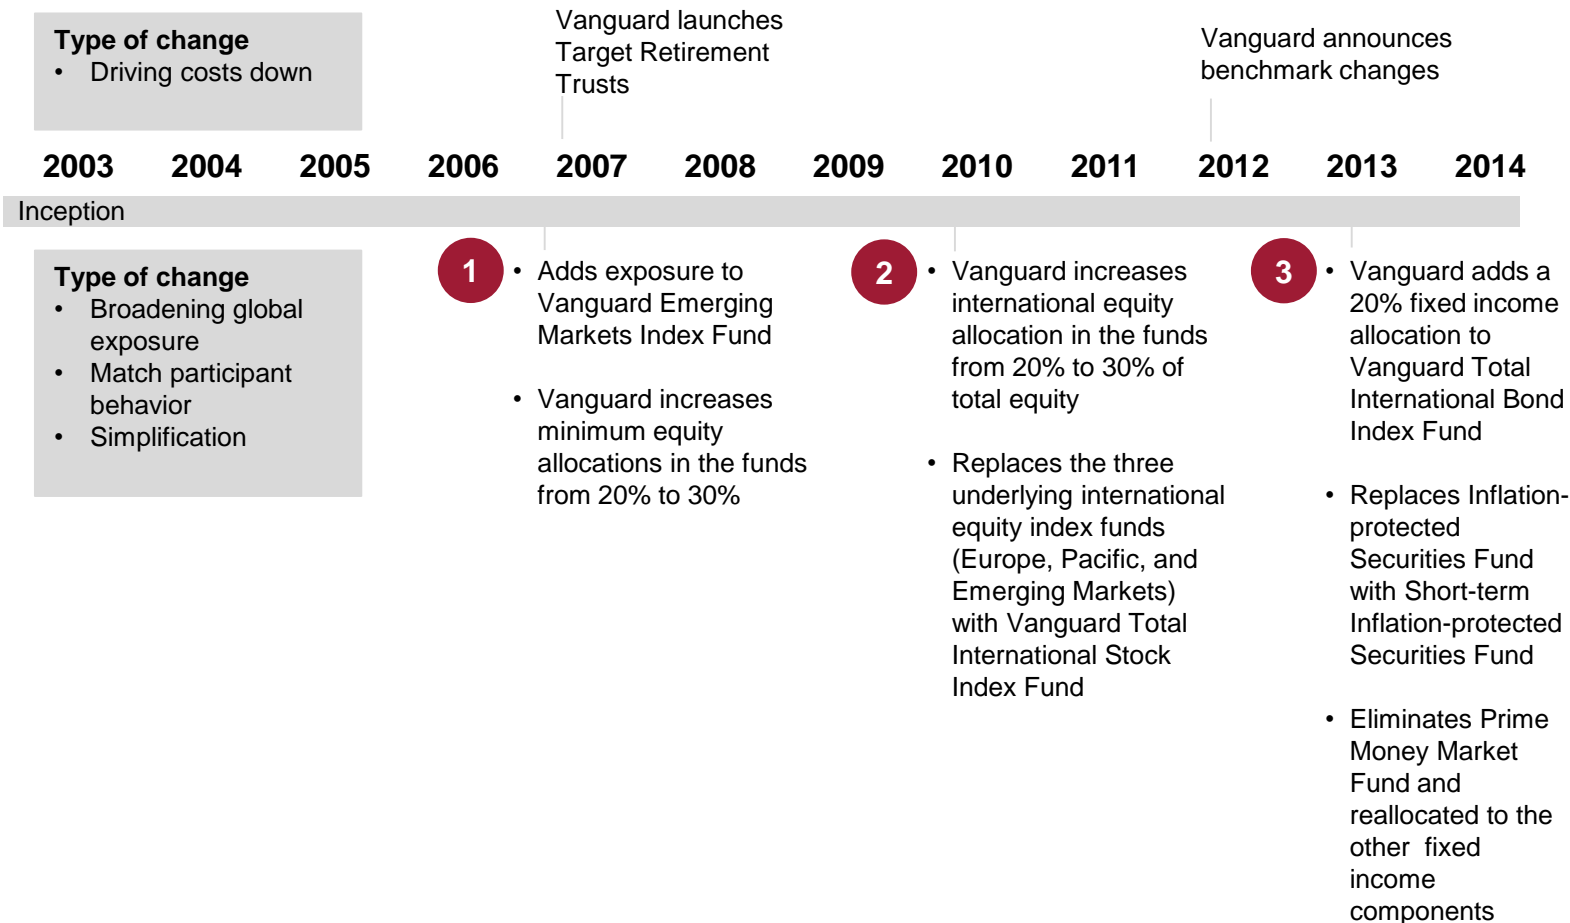 Type of change
• Driving costs down
Vanguard launches
Target Retirement
Trusts
Vanguard announces
benchmark changes
2003 2004 2005 2006 2007 2008 2009 2010 2011 2012 2013 2014
Inception
Type of change
• Broadening global
exposure
• Match participant
behavior
• Simplification
1
• Adds exposure to
Vanguard Emerging
Markets Index Fund
• Vanguard increases
minimum equity
allocations in the funds
from 20% to 30%
2
• Vanguard increases
international equity
allocation in the funds
from 20% to 30% of
total equity
• Replaces the three
underlying international
equity index funds
(Europe, Pacific, and
Emerging Markets)
with Vanguard Total
International Stock
Index Fund
3
• Vanguard adds a
20% fixed income
allocation to
Vanguard Total
International Bond
Index Fund
• Replaces Inflation-
protected
Securities Fund
with Short-term
Inflation-protected
Securities Fund
• Eliminates Prime
Money Market
Fund and
reallocated to the
other fixed
income
components